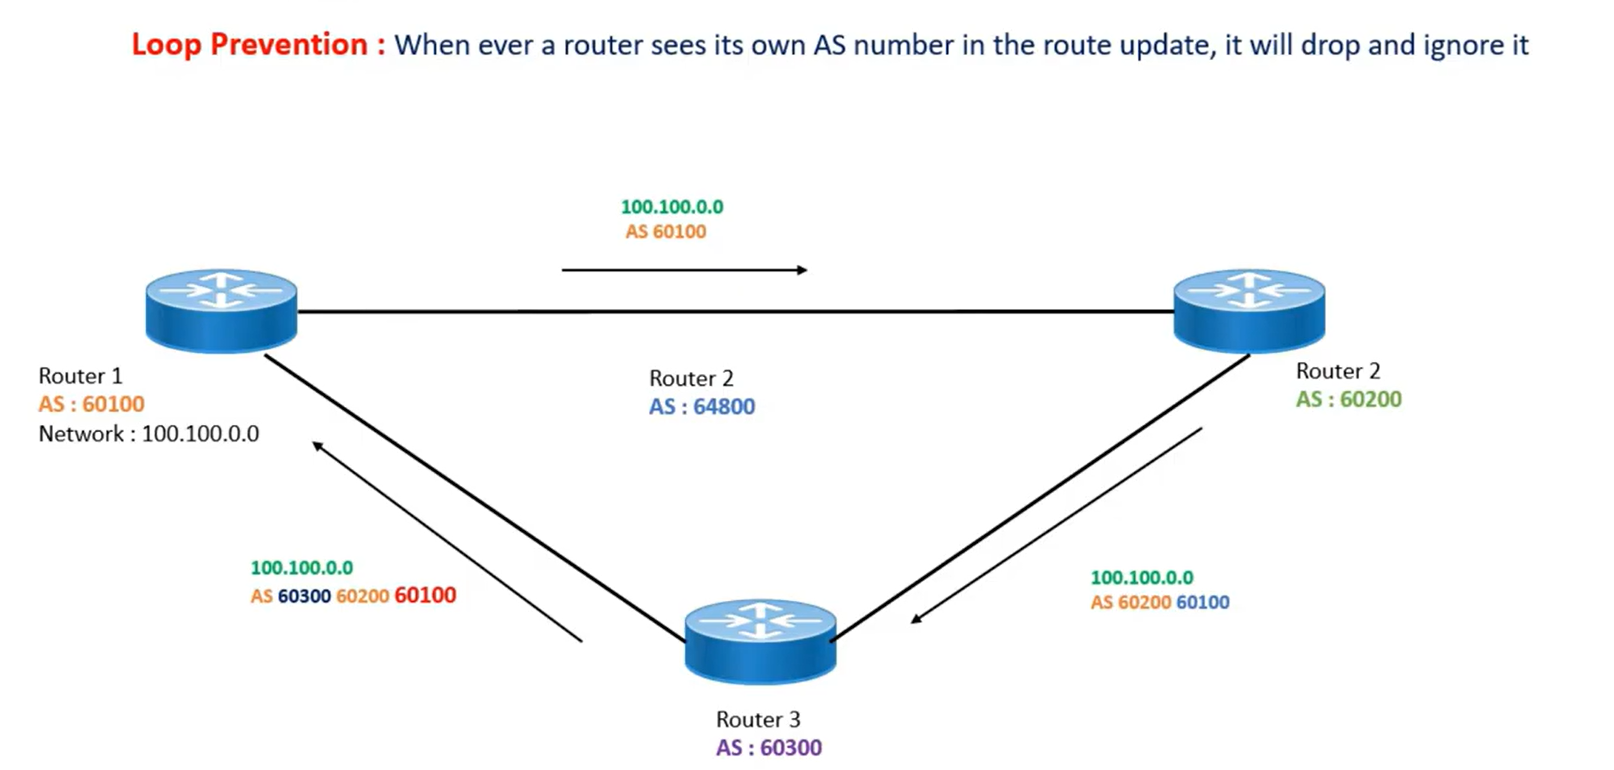 Loop Prevention : When ever a router sees its own AS number in the route update, it will drop and ignore it
100.100.0.0
AS 60100
Router 1
AS : 60100
Network : 100.100.0.0
Router 2
AS : 64800
Router 2
AS : 60200
100.100.0.0
AS 60300 60200 60100
100.100.0.0
AS 60200 60100
Router 3
AS : 60300